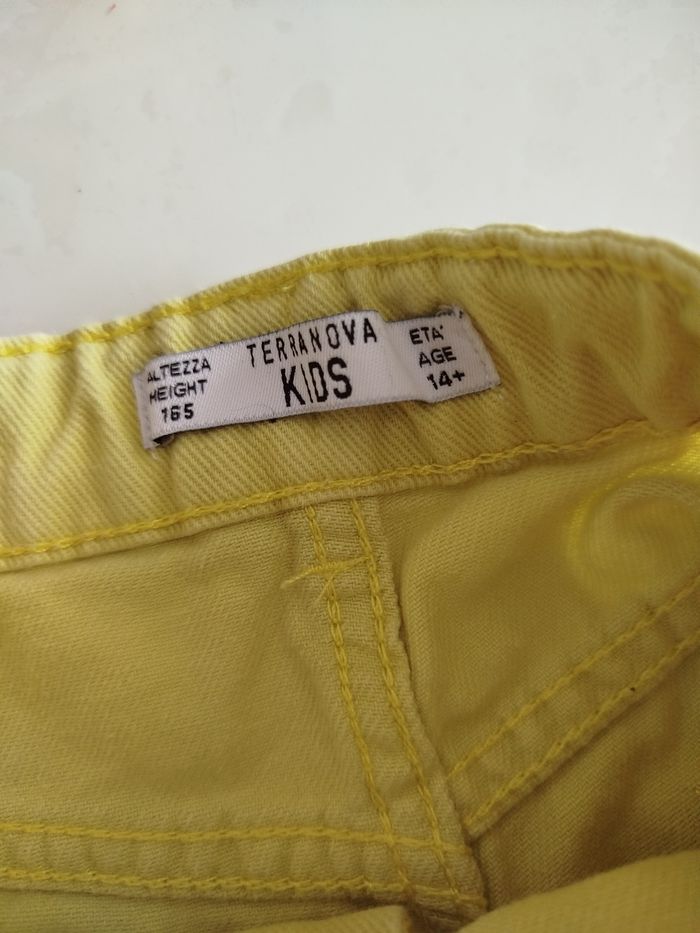 ALTEZZA
HEIGHT
165
TERRANOVA
KIDS
ETA'
AGE
14+